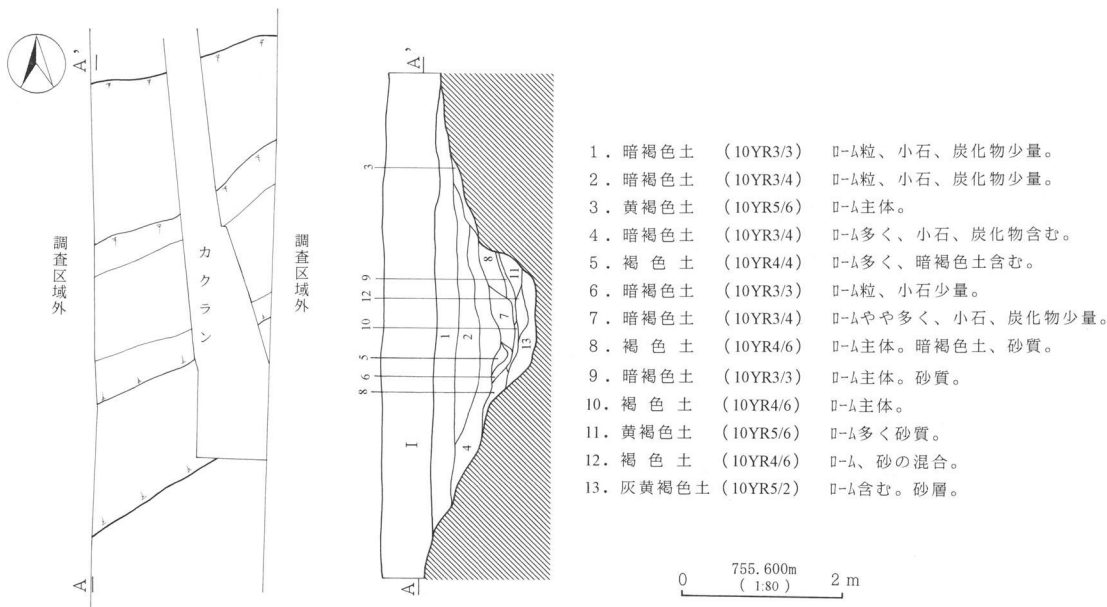 A'
A'
調査区域外
カクラン
調査区域外
A
3
9
12
10
5
6
8
I
1
2
8
11
7
13
4
A
1. 暗褐色土 (10YR3/3) ﾛｰﾑ粒、小石、炭化物少量。
2. 暗褐色土 (10YR3/4) ﾛｰﾑ粒、小石、炭化物少量。
3. 黄褐色土 (10YR5/6) ﾛｰﾑ主体。
4. 暗褐色土 (10YR3/4) ﾛｰﾑ多く、小石、炭化物含む。
5. 褐色土 (10YR4/4) ﾛｰﾑ多く、暗褐色土含む。
6. 暗褐色土 (10YR3/3) ﾛｰﾑ粒、小石少量。
7. 暗褐色土 (10YR3/4) ﾛｰﾑやや多く、小石、炭化物少量。
8. 褐色土 (10YR4/6) ﾛｰﾑ主体。暗褐色土、砂質。
9. 暗褐色土 (10YR3/3) ﾛｰﾑ主体。砂質。
10. 褐色土 (10YR4/6) ﾛｰﾑ主体。
11. 黄褐色土 (10YR5/6) ﾛｰﾑ多く砂質。
12. 褐色土 (10YR4/6) ﾛｰﾑ、砂の混合。
13. 灰黄褐色土 (10YR5/2) ﾛｰﾑ含む。砂層。
755.600m
0 (1:80) 2m